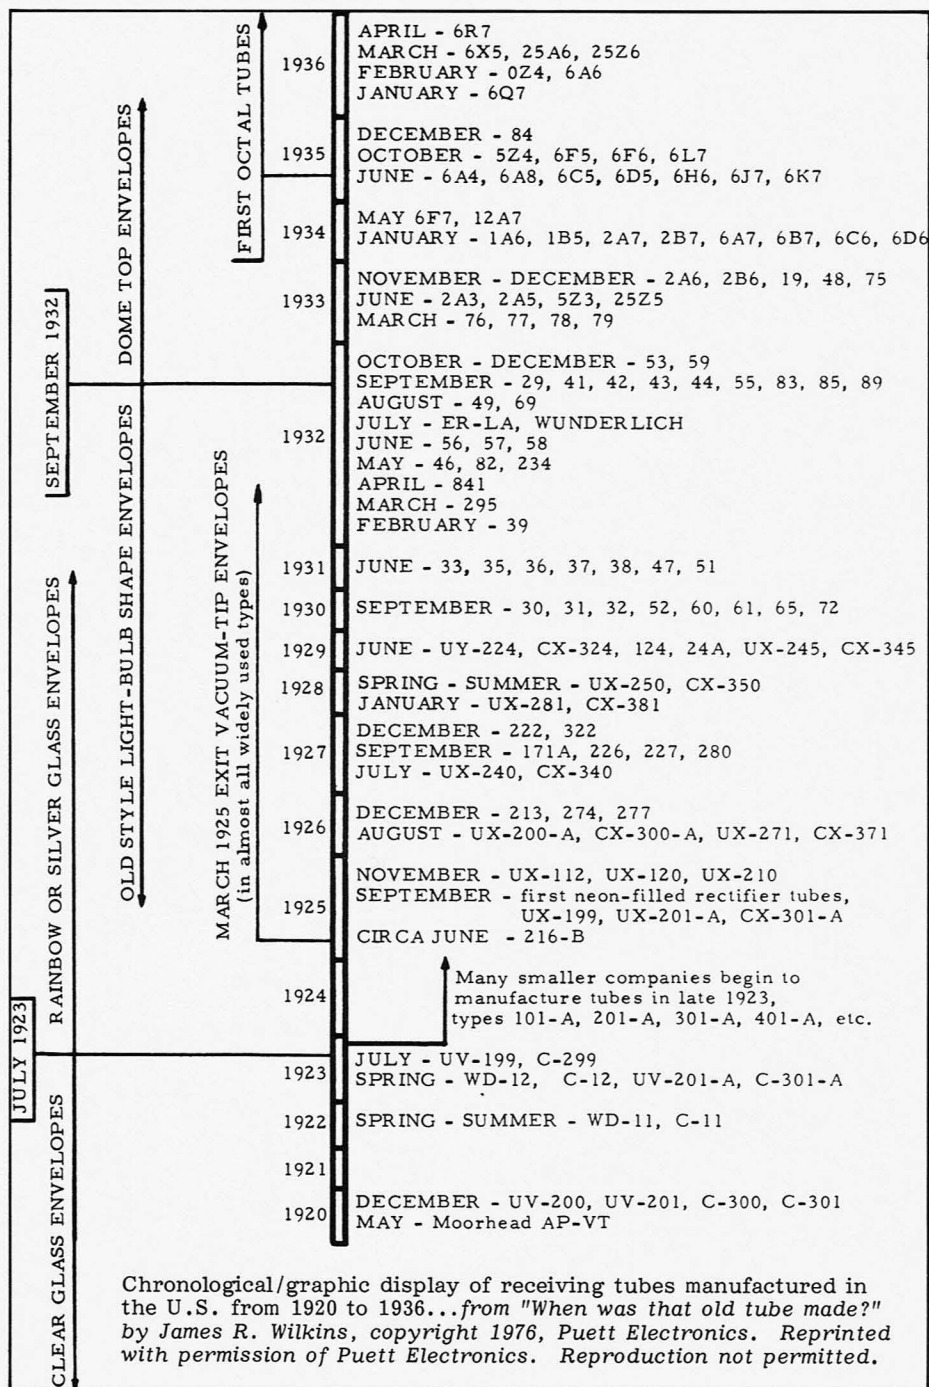 FIRST OCTAL TUBES
DOME TOP ENVELOPES
SEPTEMBER 1932
OLD STYLE LIGHT-BULB SHAPE ENVELOPES
MARCH 1925 EXIT VACUUM-TIP ENVELOPES
(in almost all widely used types)
RAINBOW OR SILVER GLASS ENVELOPES
JULY 1923
CLEAR GLASS ENVELOPES
1936
APRIL - 6R7
MARCH - 6X5, 25A6, 25Z6
FEBRUARY - 0Z4, 6A6
JANUARY - 6Q7
1935
DECEMBER - 84
OCTOBER - 5Z4, 6F5, 6F6, 6L7
JUNE - 6A4, 6A8, 6C5, 6D5, 6H6, 6J7, 6K7
1934
MAY 6F7, 12A7
JANUARY - 1A6, 1B5, 2A7, 2B7, 6A7, 6B7, 6C6, 6D6
1933
NOVEMBER - DECEMBER - 2A6, 2B6, 19, 48, 75
JUNE - 2A3, 2A5, 5Z3, 25Z5
MARCH - 76, 77, 78, 79
1932
OCTOBER - DECEMBER - 53, 59
SEPTEMBER - 29, 41, 42, 43, 44, 55, 83, 85, 89
AUGUST - 49, 69
JULY - ER-LA, WUNDERLICH
JUNE - 56, 57, 58
MAY - 46, 82, 234
APRIL - 841
MARCH - 295
FEBRUARY - 39
1931
JUNE - 33, 35, 36, 37, 38, 47, 51
1930
SEPTEMBER - 30, 31, 32, 52, 60, 61, 65, 72
1929
JUNE - UY-224, CX-324, 124, 24A, UX-245, CX-345
1928
SPRING - SUMMER - UX-250, CX-350
JANUARY - UX-281, CX-381
1927
DECEMBER - 222, 322
SEPTEMBER - 171A, 226, 227, 280
JULY - UX-240, CX-340
1926
DECEMBER - 213, 274, 277
AUGUST - UX-200-A, CX-300-A, UX-271, CX-371
1925
NOVEMBER - UX-112, UX-120, UX-210
SEPTEMBER - first neon-filled rectifier tubes,
UX-199, UX-201-A, CX-301-A
CIRCA JUNE - 216-B
1924
Many smaller companies begin to
manufacture tubes in late 1923,
types 101-A, 201-A, 301-A, 401-A, etc.
1923
JULY - UV-199, C-299
SPRING - WD-12, C-12, UV-201-A, C-301-A
1922
SPRING - SUMMER - WD-11, C-11
1921
1920
DECEMBER - UV-200, UV-201, C-300, C-301
MAY - Moorhead AP-VT
Chronological/graphic display of receiving tubes manufactured in
the U.S. from 1920 to 1936...from "When was that old tube made?"
by James R. Wilkins, copyright 1976, Puett Electronics. Reprinted
with permission of Puett Electronics. Reproduction not permitted.